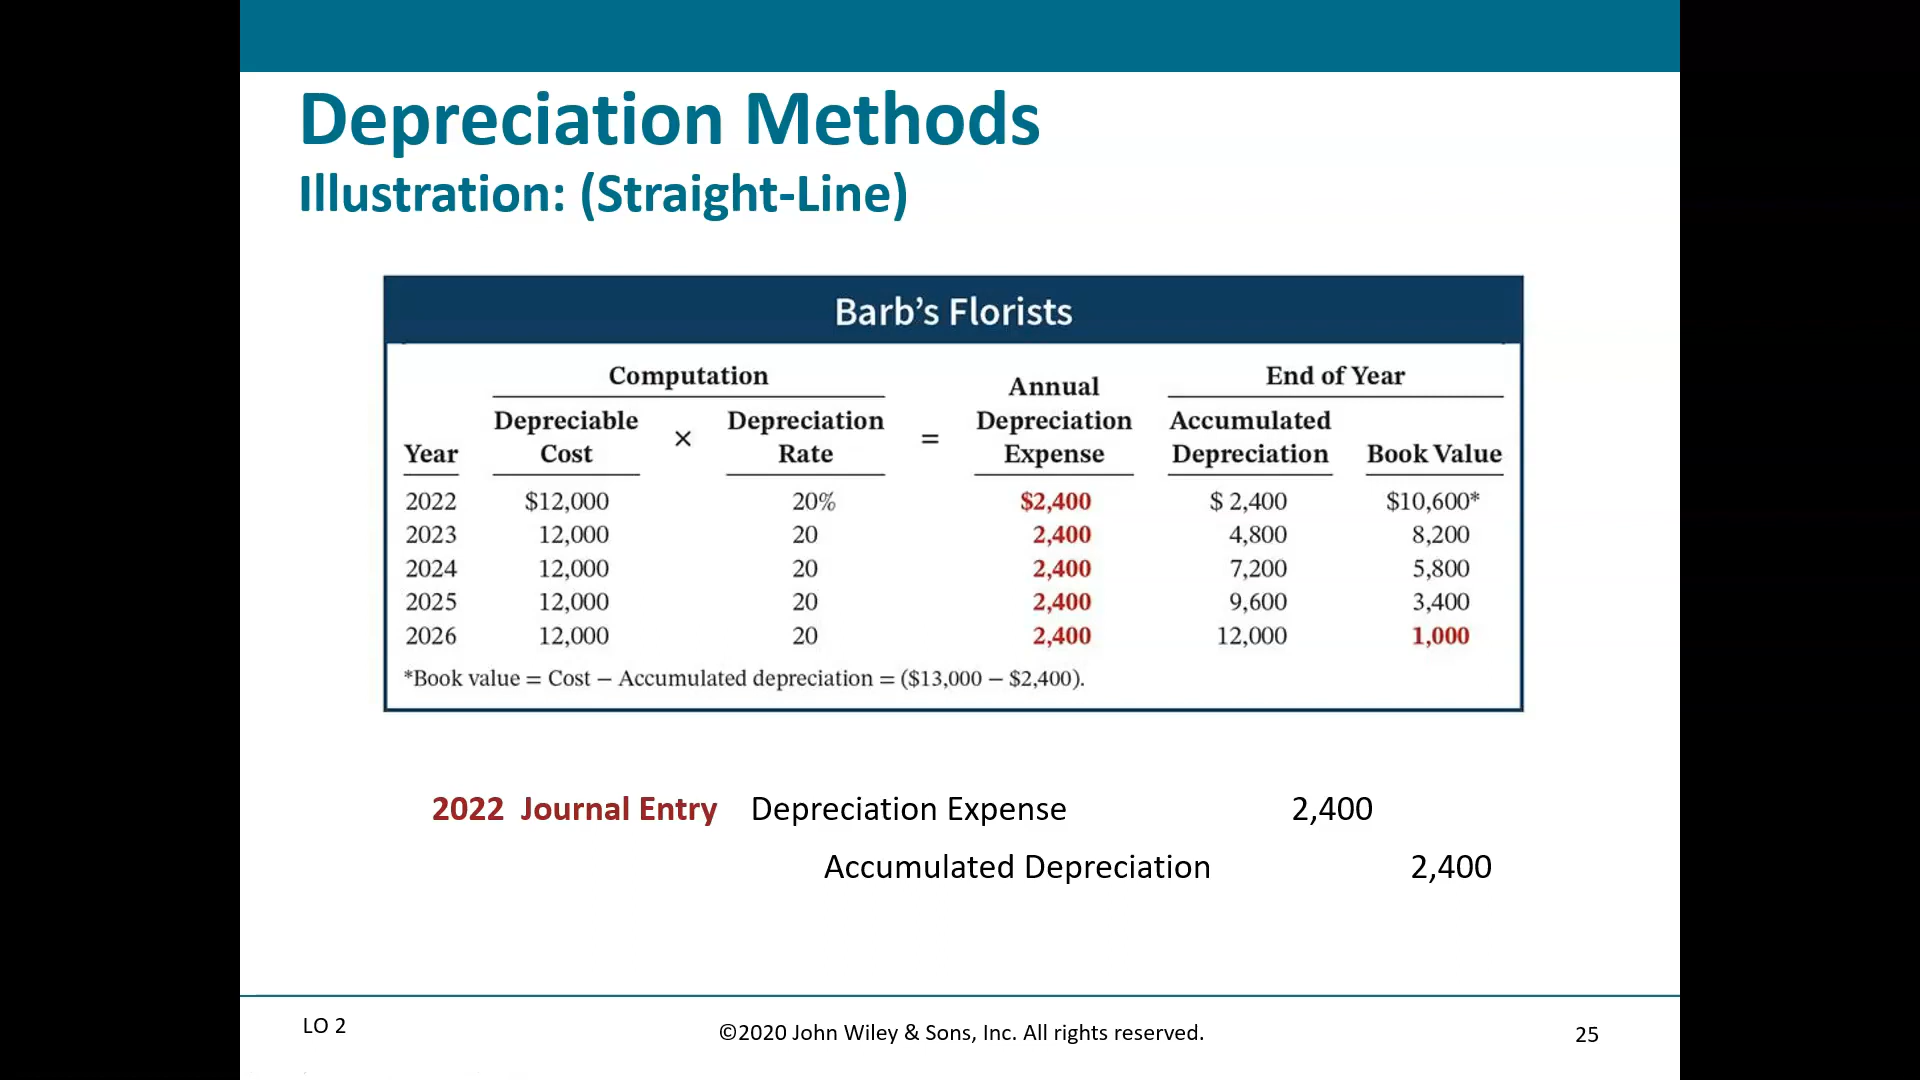 Depreciation Methods
Illustration: (Straight-Line)
Barb’s Florists
Computation
Annual
End of Year
Depreciable
Depreciation
Depreciation
Accumulated
Year
Cost
×
Rate
=
Expense
Depreciation
Book Value
2022 $12,000 20% $2,400 $ 2,400 $10,600*
2023 12,000 20 2,400 4,800 8,200
2024 12,000 20 2,400 7,200 5,800
2025 12,000 20 2,400 9,600 3,400
2026 12,000 20 2,400 12,000 1,000
*Book value = Cost − Accumulated depreciation = ($13,000 − $2,400).
2022 Journal Entry Depreciation Expense 2,400
Accumulated Depreciation 2,400
LO 2
©2020 John Wiley & Sons, Inc. All rights reserved.
25